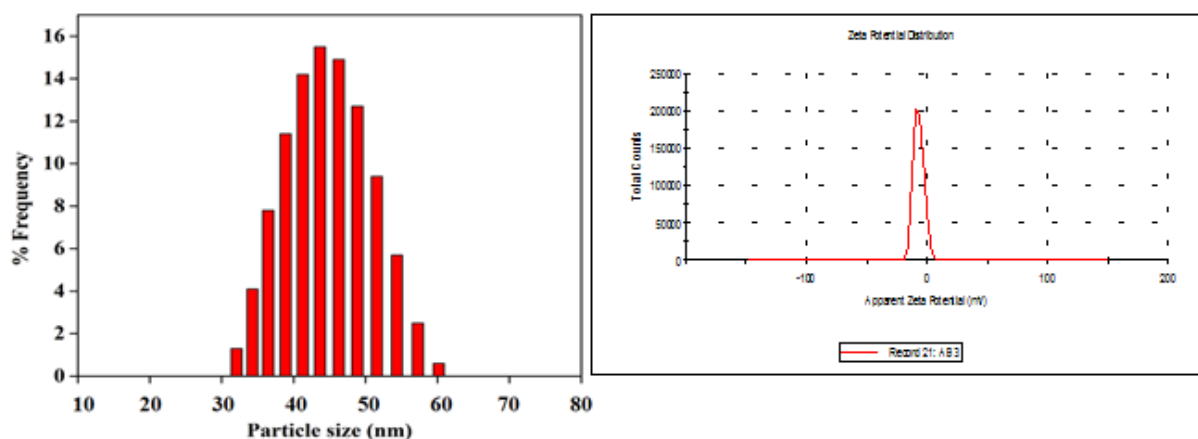 16
14
12
10
8
6
4
2
0
% Frequency
10 20 30 40 50 60 70 80
Particle size (nm)
Zeta Potential Distribution
250000
200000
150000
100000
50000
0
Total Counts
-100 0 100 200
Apparent Zeta Potential (mV)
Record 21: AB3